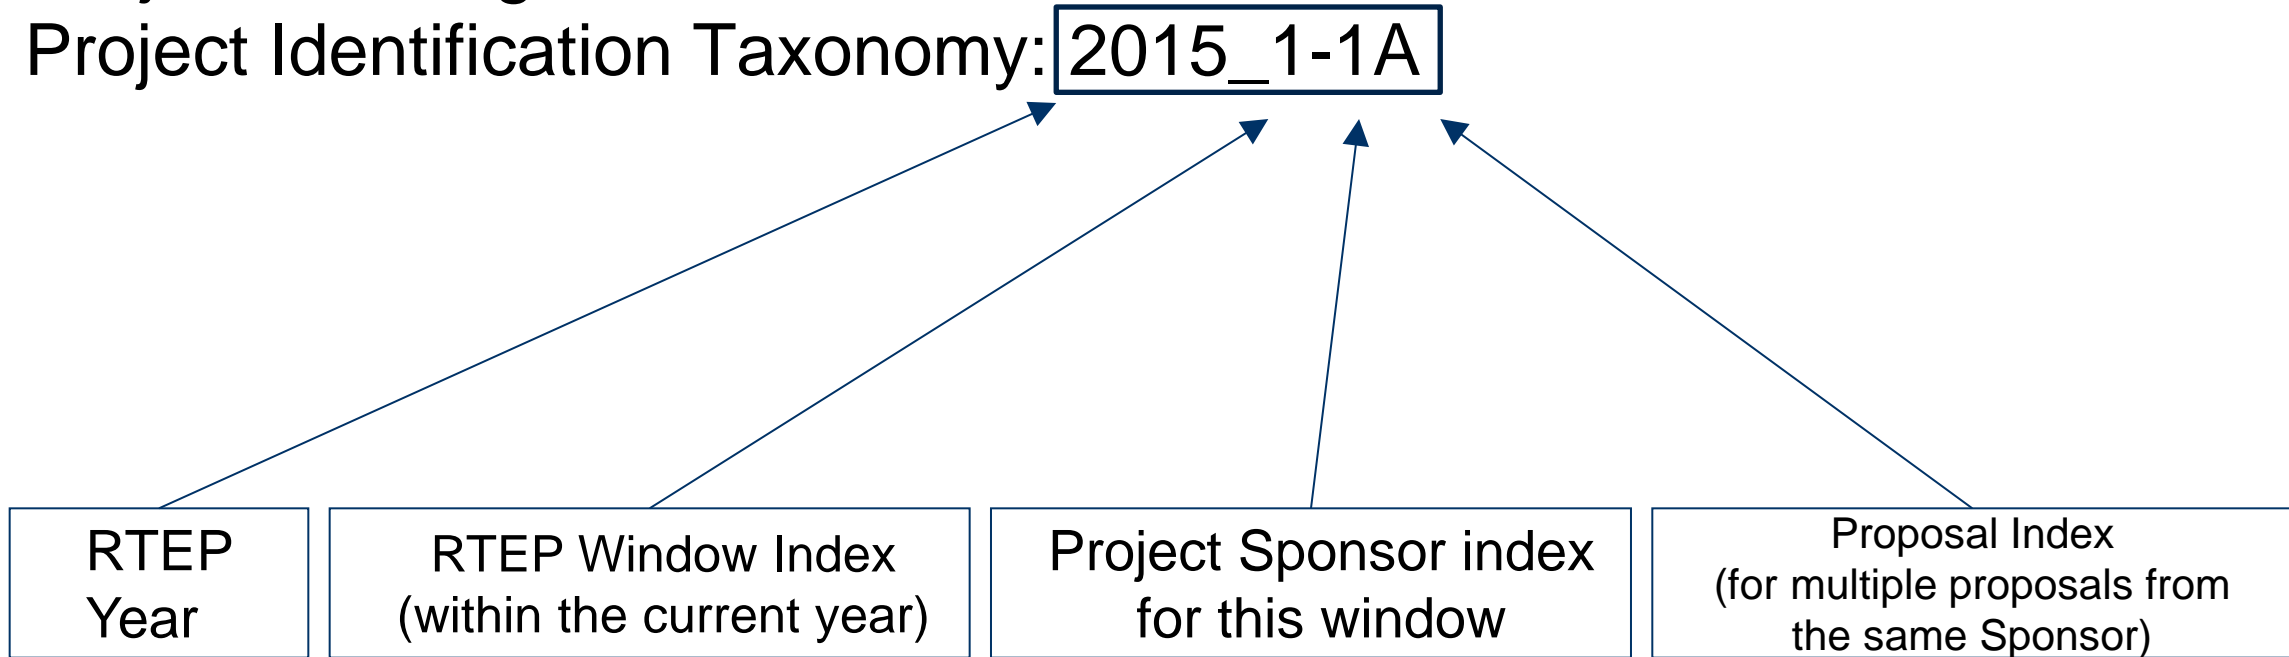 Project Identification Taxonomy: 2015_1-1A
RTEP
Year
RTEP Window Index
(within the current year)
Project Sponsor index
for this window
Proposal Index
(for multiple proposals from
the same Sponsor)